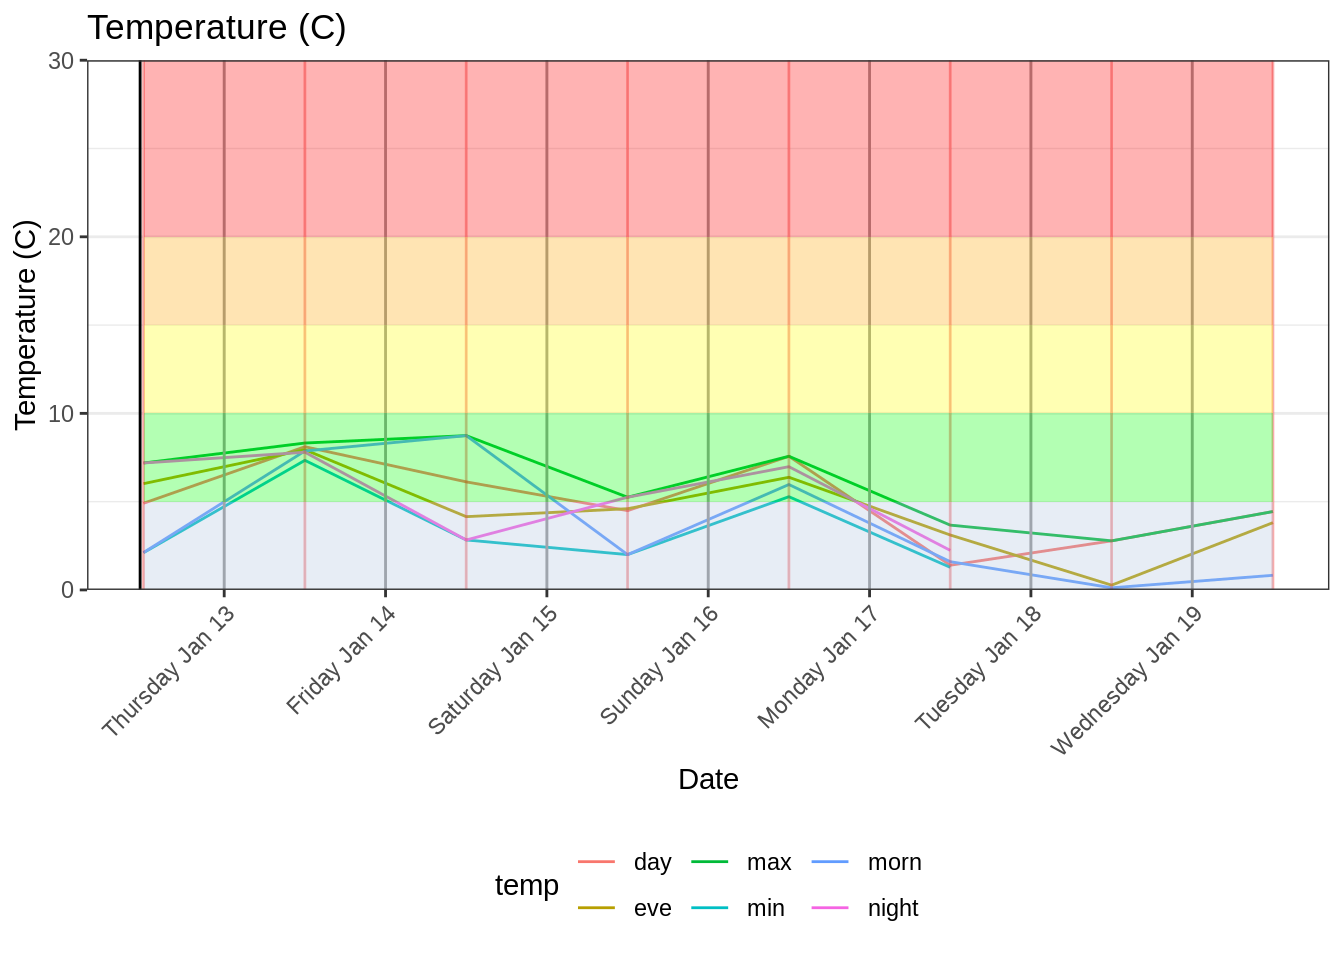 Temperature (C)
30
20
10
0
Temperature (C)
Thursday Jan 13
Friday Jan 14
Saturday Jan 15
Sunday Jan 16
Monday Jan 17
Tuesday Jan 18
Wednesday Jan 19
Date
temp
day max morn
eve min night